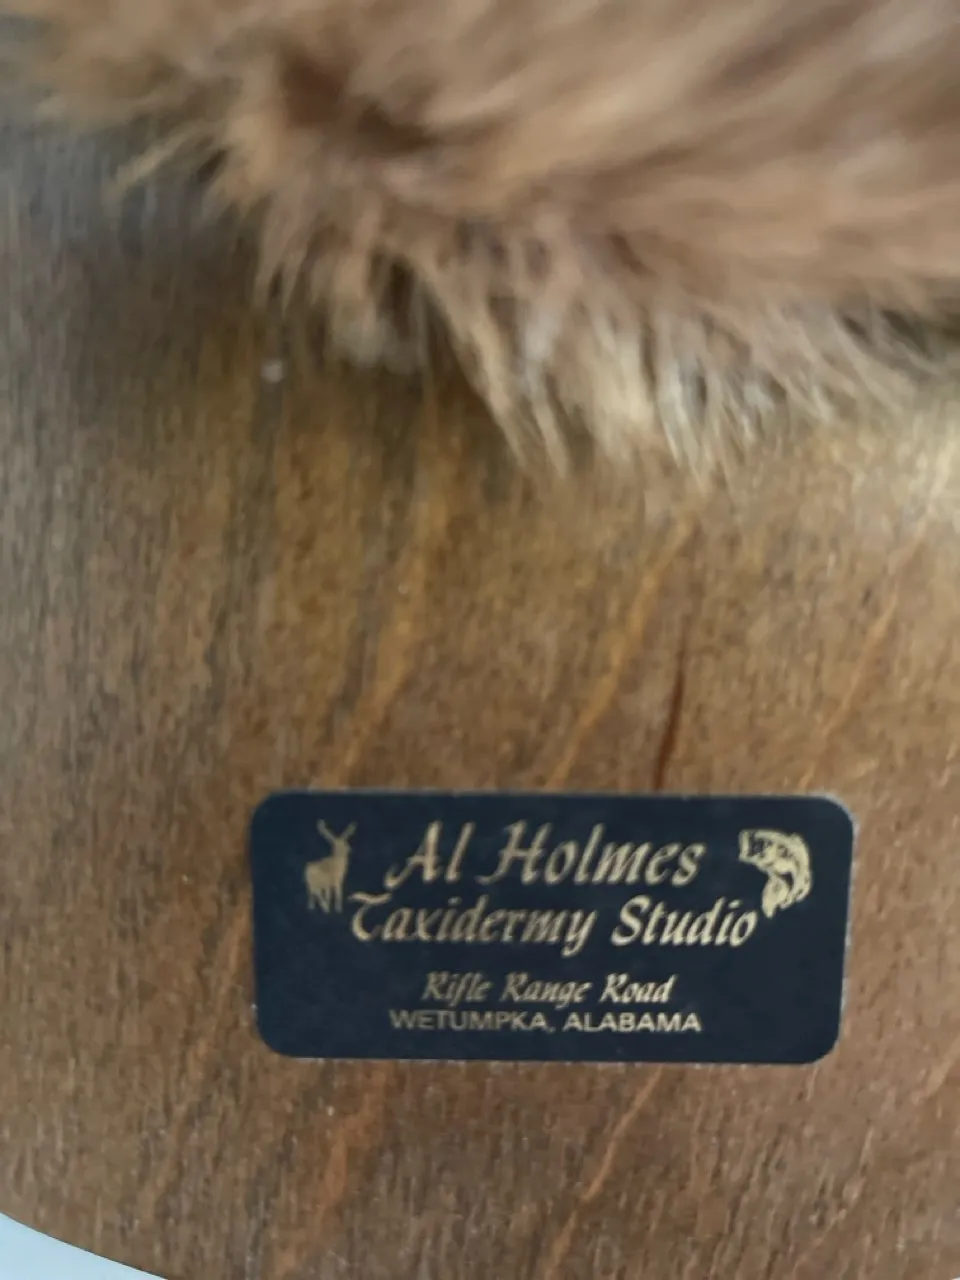 Al Holmes
Taxidermy Studio
Rifle Range Road
WETUMPKA, ALABAMA